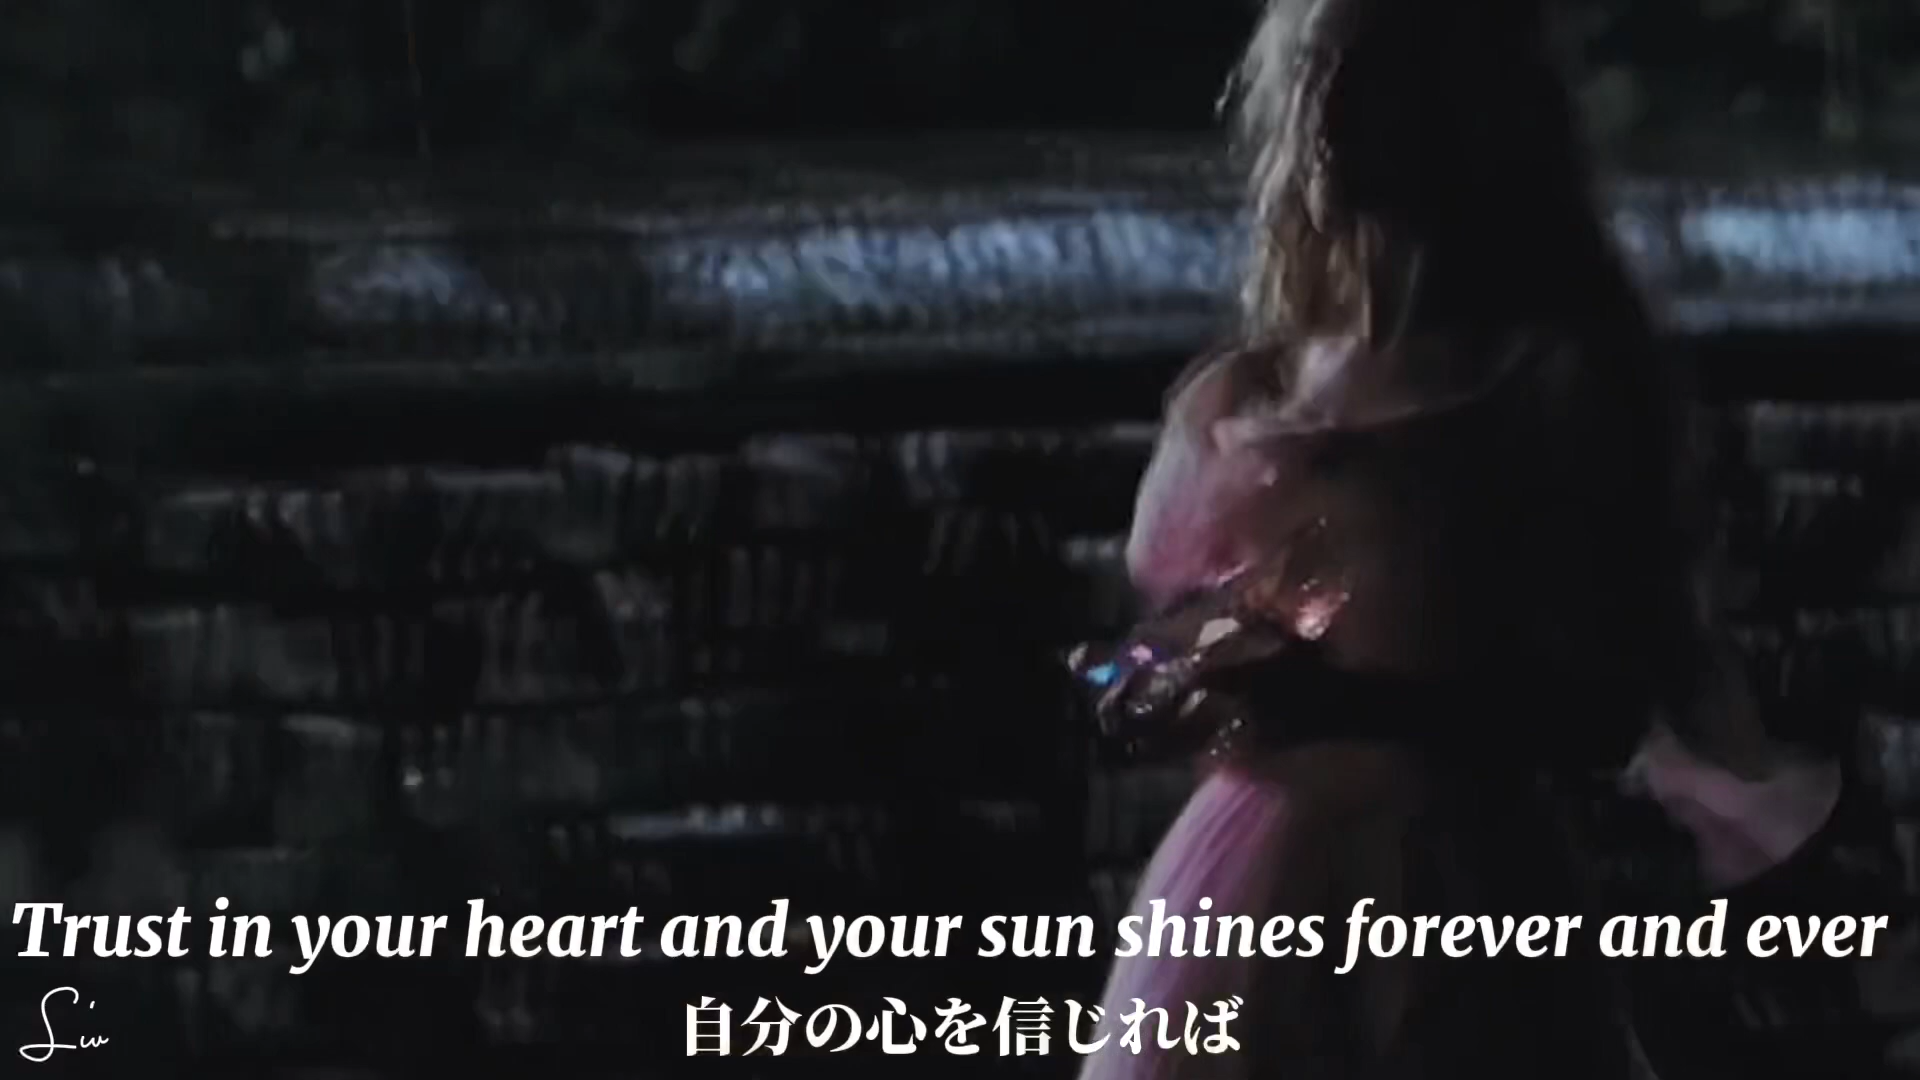 Trust in your heart and your sun shines forever and ever
自分の心を信じれば
Liu